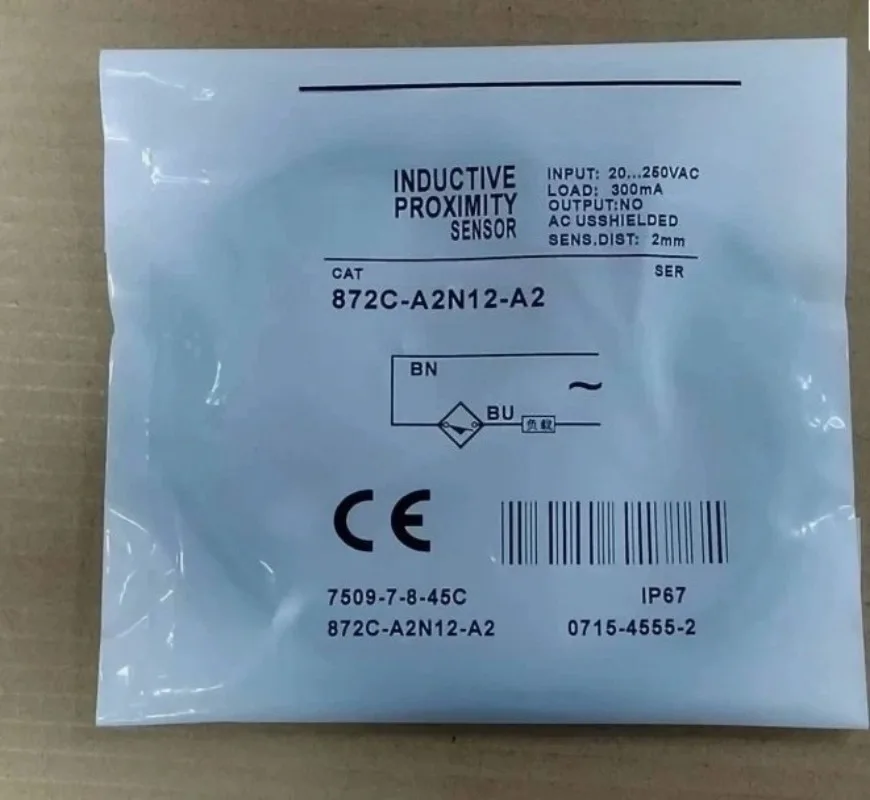 INDUCTIVE
PROXIMITY
SENSOR
INPUT: 20...250VAC
LOAD: 300mA
OUTPUT:NO
AC USSHIELDED
SENS.DIST: 2mm
CAT
SER
872C-A2N12-A2
BN
~
BU
负载
CE
7509-7-8-45C
IP67
872C-A2N12-A2
0715-4555-2